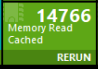 14766
Memory Read
Cached
RERUN